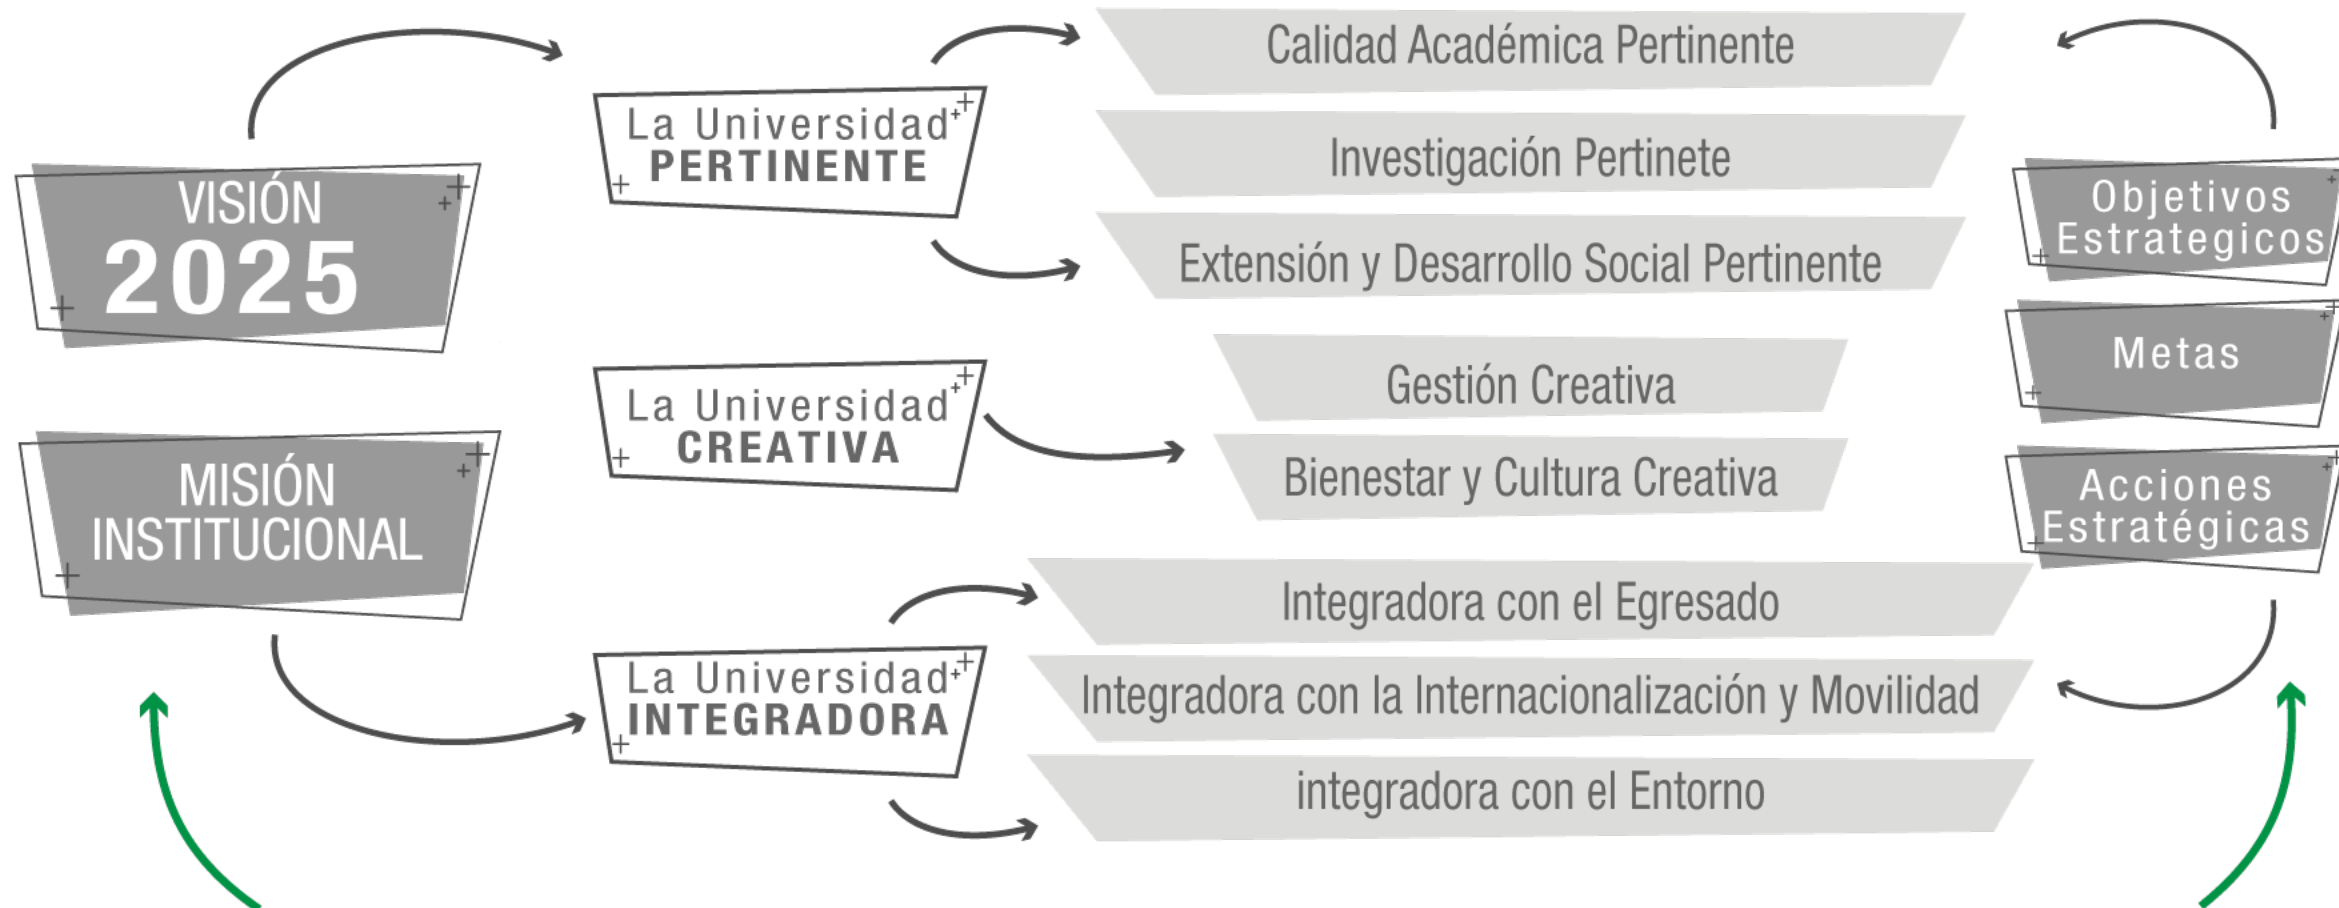 VISIÓN
2025
MISIÓN
INSTITUCIONAL
La Universidad
PERTINENTE
La Universidad
CREATIVA
La Universidad
INTEGRADORA
Calidad Académica Pertinente
Investigación Pertinete
Extensión y Desarrollo Social Pertinente
Gestión Creativa
Bienestar y Cultura Creativa
Integradora con el Egresado
Integradora con la Internacionalización y Movilidad
integradora con el Entorno
Objetivos
Estrategicos
Metas
Acciones
Estratégicas